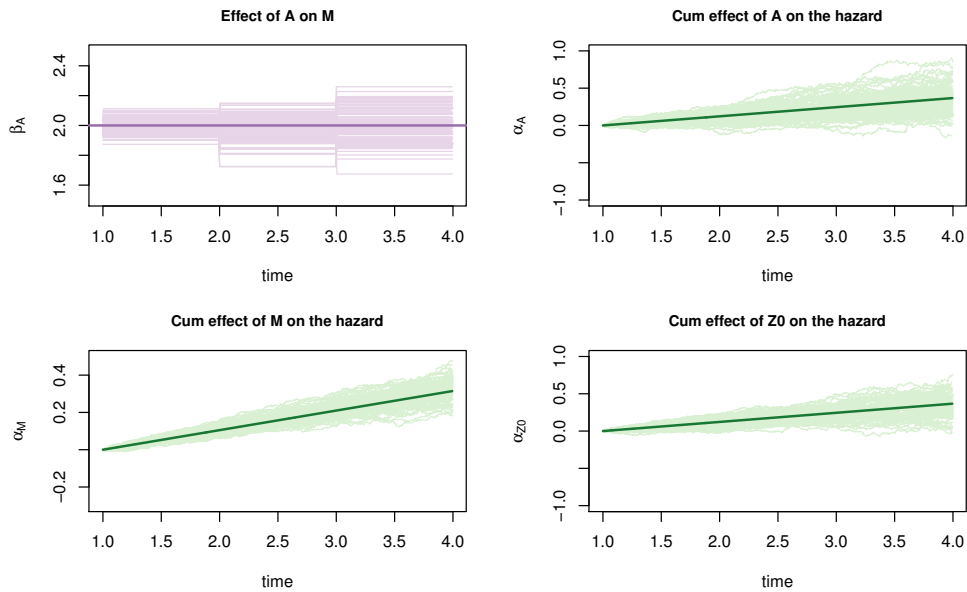 Effect of A on M
βA
2.4
2.0
1.6
1.0 1.5 2.0 2.5 3.0 3.5 4.0
time
Cum effect of A on the hazard
αA
1.0
0.5
0.0
−1.0
1.0 1.5 2.0 2.5 3.0 3.5 4.0
time
Cum effect of M on the hazard
αM
0.4
0.2
−0.2
1.0 1.5 2.0 2.5 3.0 3.5 4.0
time
Cum effect of Z0 on the hazard
αZ0
1.0
0.5
0.0
−1.0
1.0 1.5 2.0 2.5 3.0 3.5 4.0
time